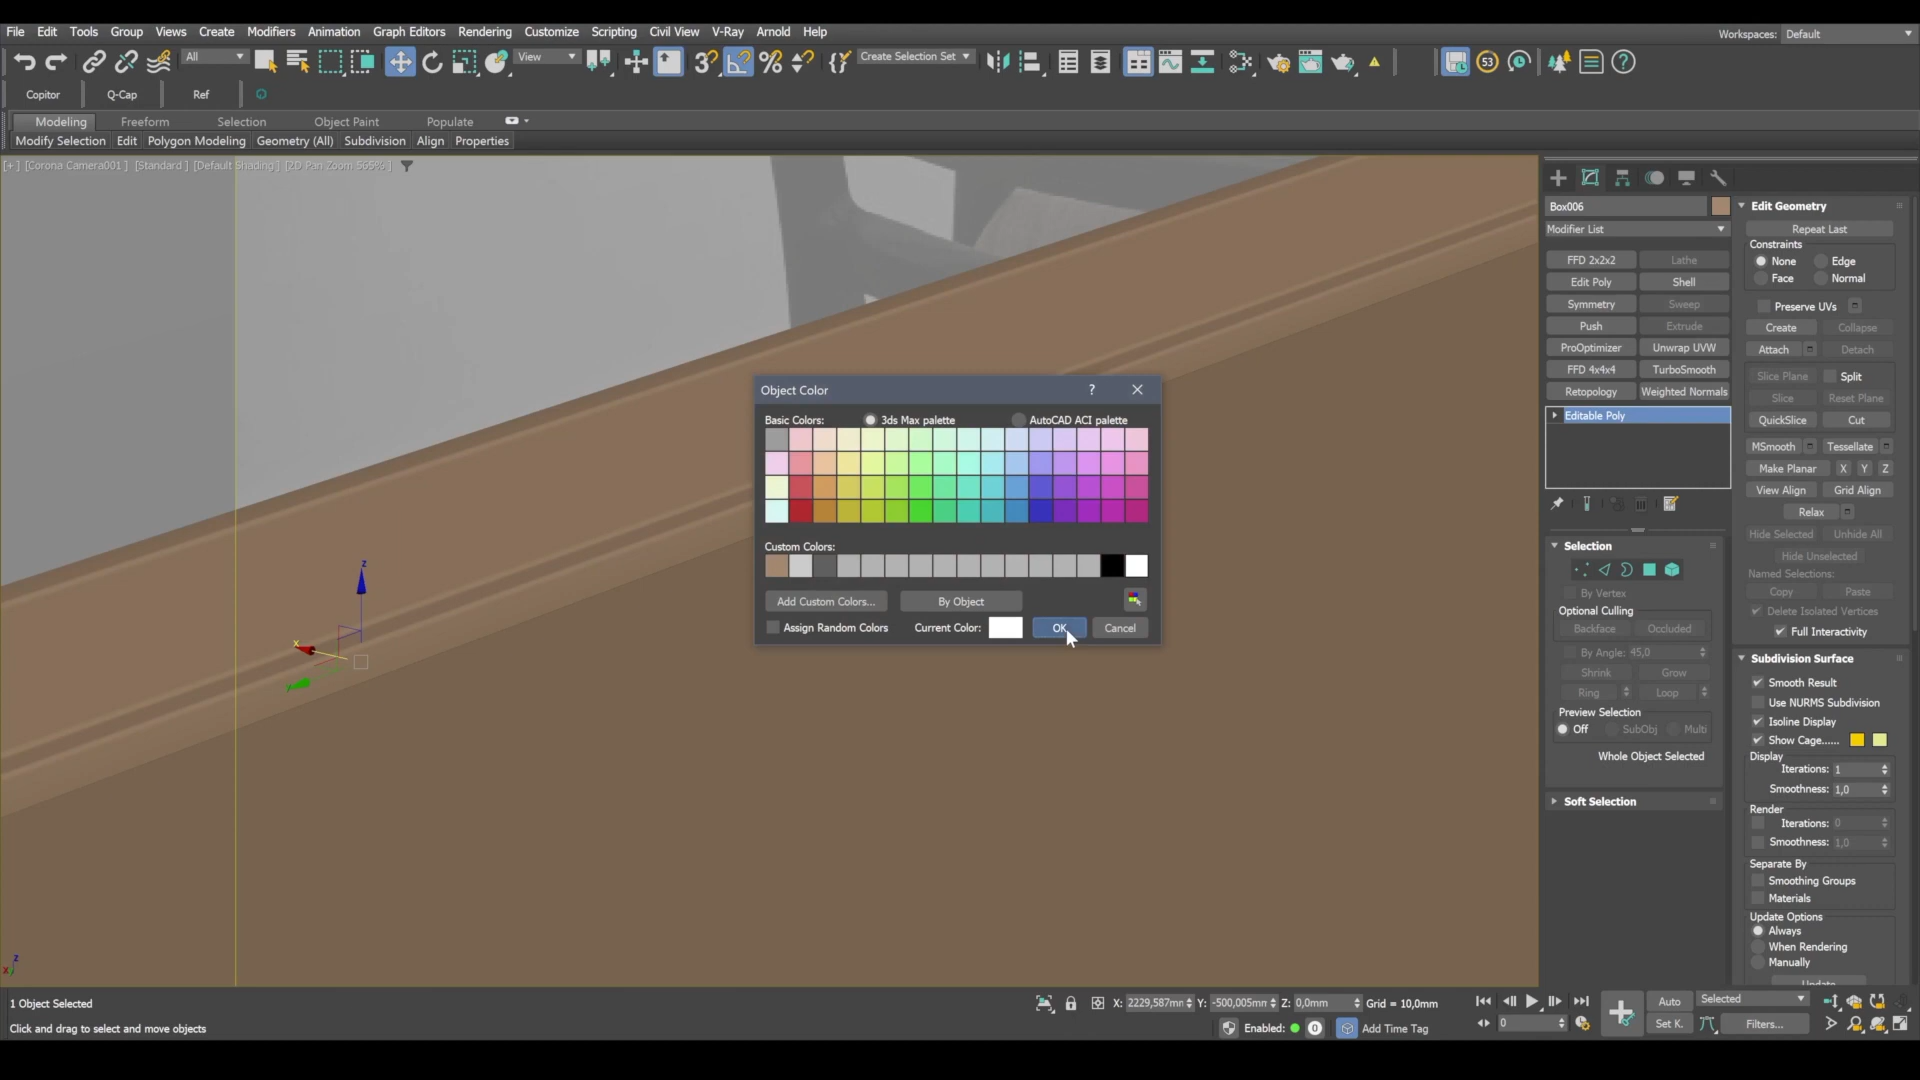 File Edit Tools Group Views Create Modifiers Animation Graph Editors Rendering Scripting Civil View Customize V-Ray Arnold Help
Workspaces: Default
All View Create Selection Set 53
Copitor Q-Cap Ref
Modeling Freeform Selection Object Paint Populate
Modify Selection Edit Polygon Modeling Geometry (All) Subdivision Align Properties
[+] [Corona Camera001] [Standard] [Default Shading] [2D Pan Zoom 565%]
Box006
Modifier List
FFD 2x2x2 Lathe
Edit Poly Shell
Symmetry Sweep
Push Extrude
ProOptimizer Unwrap UVW
FFD 4x4x4 TurboSmooth
Retopology Weighted Normals
Editable Poly
Selection
By Vertex
Optional Culling
Backface Occluded
By Angle: 45,0
Shrink Grow
Ring Loop
Preview Selection
Off SubObj Multi
Whole Object Selected
Soft Selection
Edit Geometry
Repeat Last
Constraints
None Edge
Face Normal
Preserve UVs
Create Collapse
Attach Detach
Slice Plane Split
Slice Reset Plane
QuickSlice Cut
MSmooth Tessellate
Make Planar X Y Z
View Align Grid Align
Relax
Hide Selected Unhide All
Hide Unselected
Named Selections:
Copy Paste
Delete Isolated Vertices
Full Interactivity
Subdivision Surface
Smooth Result
Use NURMS Subdivision
Isoline Display
Show Cage......
Display
Iterations: 1
Smoothness: 1,0
Render
Iterations: 0
Smoothness: 1,0
Separate By
Smoothing Groups
Materials
Update Options
Always
When Rendering
Manually
Update
Object Color ?
Basic Colors: 3ds Max palette AutoCAD ACI palette
Custom Colors:
Add Custom Colors... By Object
Assign Random Colors Current Color: OK Cancel
z
x
y
z
x
1 Object Selected
X: 2229,587mm Y: -500,005mm Z: 0,0mm Grid = 10,0mm
Auto Selected
Click and drag to select and move objects
Enabled: 0 Add Time Tag
0
Set K. Filters...